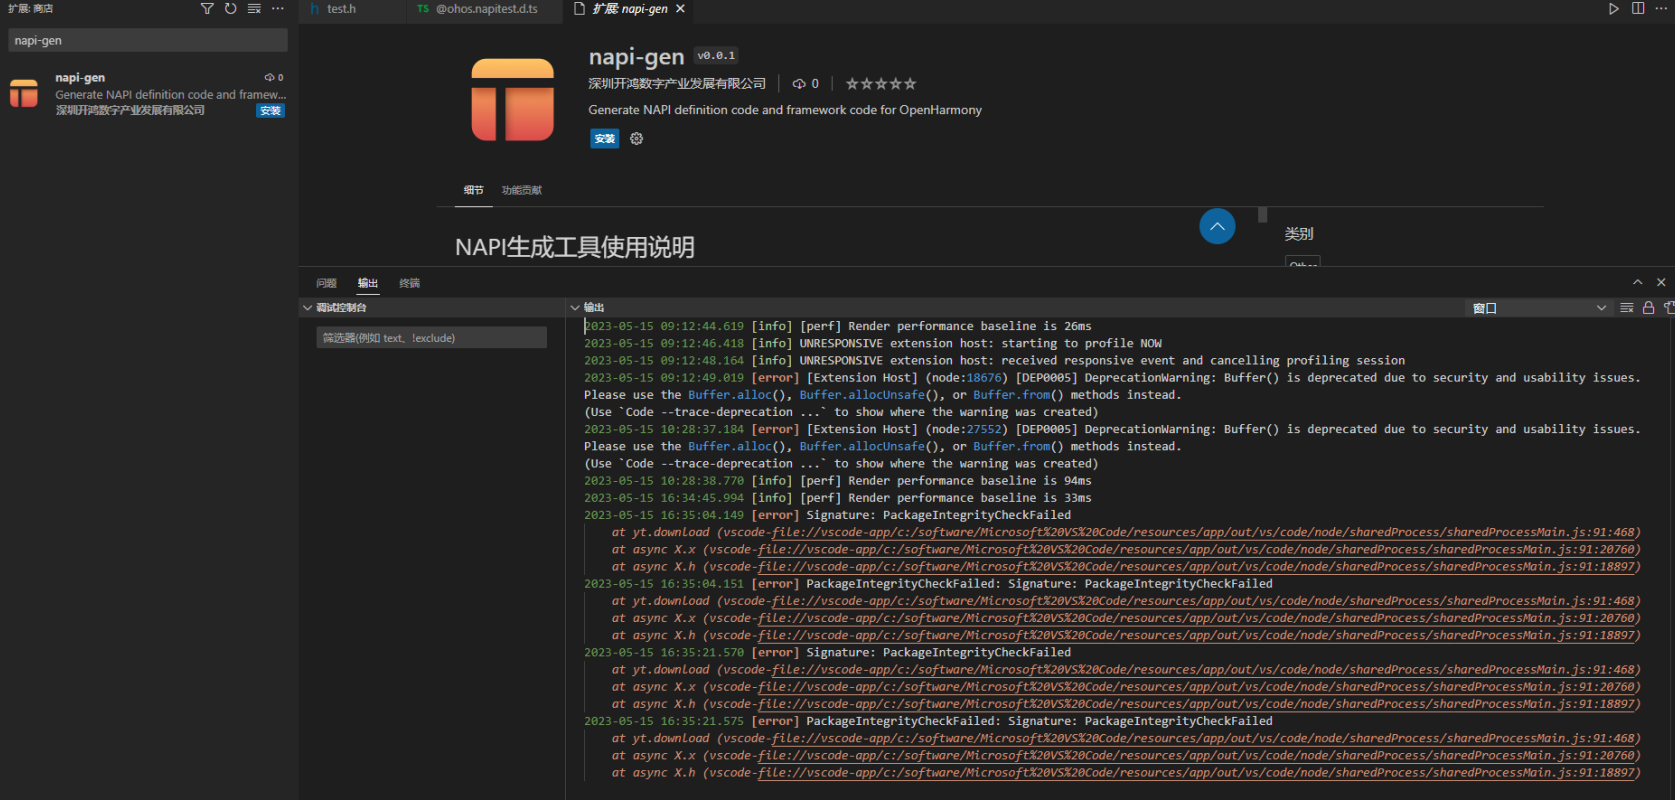 扩展: 商店
napi-gen
napi-gen
0
Generate NAPI definition code and framew...
深圳开鸿数字产业发展有限公司
安装
test.h
TS @ohos.napitest.d.ts
扩展: napi-gen
napi-gen v0.0.1
深圳开鸿数字产业发展有限公司 0
Generate NAPI definition code and framework code for OpenHarmony
安装
细节 功能贡献
NAPI生成工具使用说明
类别
Other
问题 输出 终端
调试控制台
筛选器(例如 text、!exclude)
输出
窗口
2023-05-15 09:12:44.619 [info] [perf] Render performance baseline is 26ms
2023-05-15 09:12:46.418 [info] UNRESPONSIVE extension host: starting to profile NOW
2023-05-15 09:12:48.164 [info] UNRESPONSIVE extension host: received responsive event and cancelling profiling session
2023-05-15 09:12:49.019 [error] [Extension Host] (node:18676) [DEP0005] DeprecationWarning: Buffer() is deprecated due to security and usability issues.
Please use the Buffer.alloc(), Buffer.allocUnsafe(), or Buffer.from() methods instead.
(Use `Code --trace-deprecation ...` to show where the warning was created)
2023-05-15 10:28:37.184 [error] [Extension Host] (node:27552) [DEP0005] DeprecationWarning: Buffer() is deprecated due to security and usability issues.
Please use the Buffer.alloc(), Buffer.allocUnsafe(), or Buffer.from() methods instead.
(Use `Code --trace-deprecation ...` to show where the warning was created)
2023-05-15 10:28:38.770 [info] [perf] Render performance baseline is 94ms
2023-05-15 16:34:45.994 [info] [perf] Render performance baseline is 33ms
2023-05-15 16:35:04.149 [error] Signature: PackageIntegrityCheckFailed
at yt.download (vscode-file://vscode-app/c:/software/Microsoft%20VS%20Code/resources/app/out/vs/code/node/sharedProcess/sharedProcessMain.js:91:468)
at async X.x (vscode-file://vscode-app/c:/software/Microsoft%20VS%20Code/resources/app/out/vs/code/node/sharedProcess/sharedProcessMain.js:91:20760)
at async X.h (vscode-file://vscode-app/c:/software/Microsoft%20VS%20Code/resources/app/out/vs/code/node/sharedProcess/sharedProcessMain.js:91:18897)
2023-05-15 16:35:04.151 [error] PackageIntegrityCheckFailed: Signature: PackageIntegrityCheckFailed
at yt.download (vscode-file://vscode-app/c:/software/Microsoft%20VS%20Code/resources/app/out/vs/code/node/sharedProcess/sharedProcessMain.js:91:468)
at async X.x (vscode-file://vscode-app/c:/software/Microsoft%20VS%20Code/resources/app/out/vs/code/node/sharedProcess/sharedProcessMain.js:91:20760)
at async X.h (vscode-file://vscode-app/c:/software/Microsoft%20VS%20Code/resources/app/out/vs/code/node/sharedProcess/sharedProcessMain.js:91:18897)
2023-05-15 16:35:21.570 [error] Signature: PackageIntegrityCheckFailed
at yt.download (vscode-file://vscode-app/c:/software/Microsoft%20VS%20Code/resources/app/out/vs/code/node/sharedProcess/sharedProcessMain.js:91:468)
at async X.x (vscode-file://vscode-app/c:/software/Microsoft%20VS%20Code/resources/app/out/vs/code/node/sharedProcess/sharedProcessMain.js:91:20760)
at async X.h (vscode-file://vscode-app/c:/software/Microsoft%20VS%20Code/resources/app/out/vs/code/node/sharedProcess/sharedProcessMain.js:91:18897)
2023-05-15 16:35:21.575 [error] PackageIntegrityCheckFailed: Signature: PackageIntegrityCheckFailed
at yt.download (vscode-file://vscode-app/c:/software/Microsoft%20VS%20Code/resources/app/out/vs/code/node/sharedProcess/sharedProcessMain.js:91:468)
at async X.x (vscode-file://vscode-app/c:/software/Microsoft%20VS%20Code/resources/app/out/vs/code/node/sharedProcess/sharedProcessMain.js:91:20760)
at async X.h (vscode-file://vscode-app/c:/software/Microsoft%20VS%20Code/resources/app/out/vs/code/node/sharedProcess/sharedProcessMain.js:91:18897)